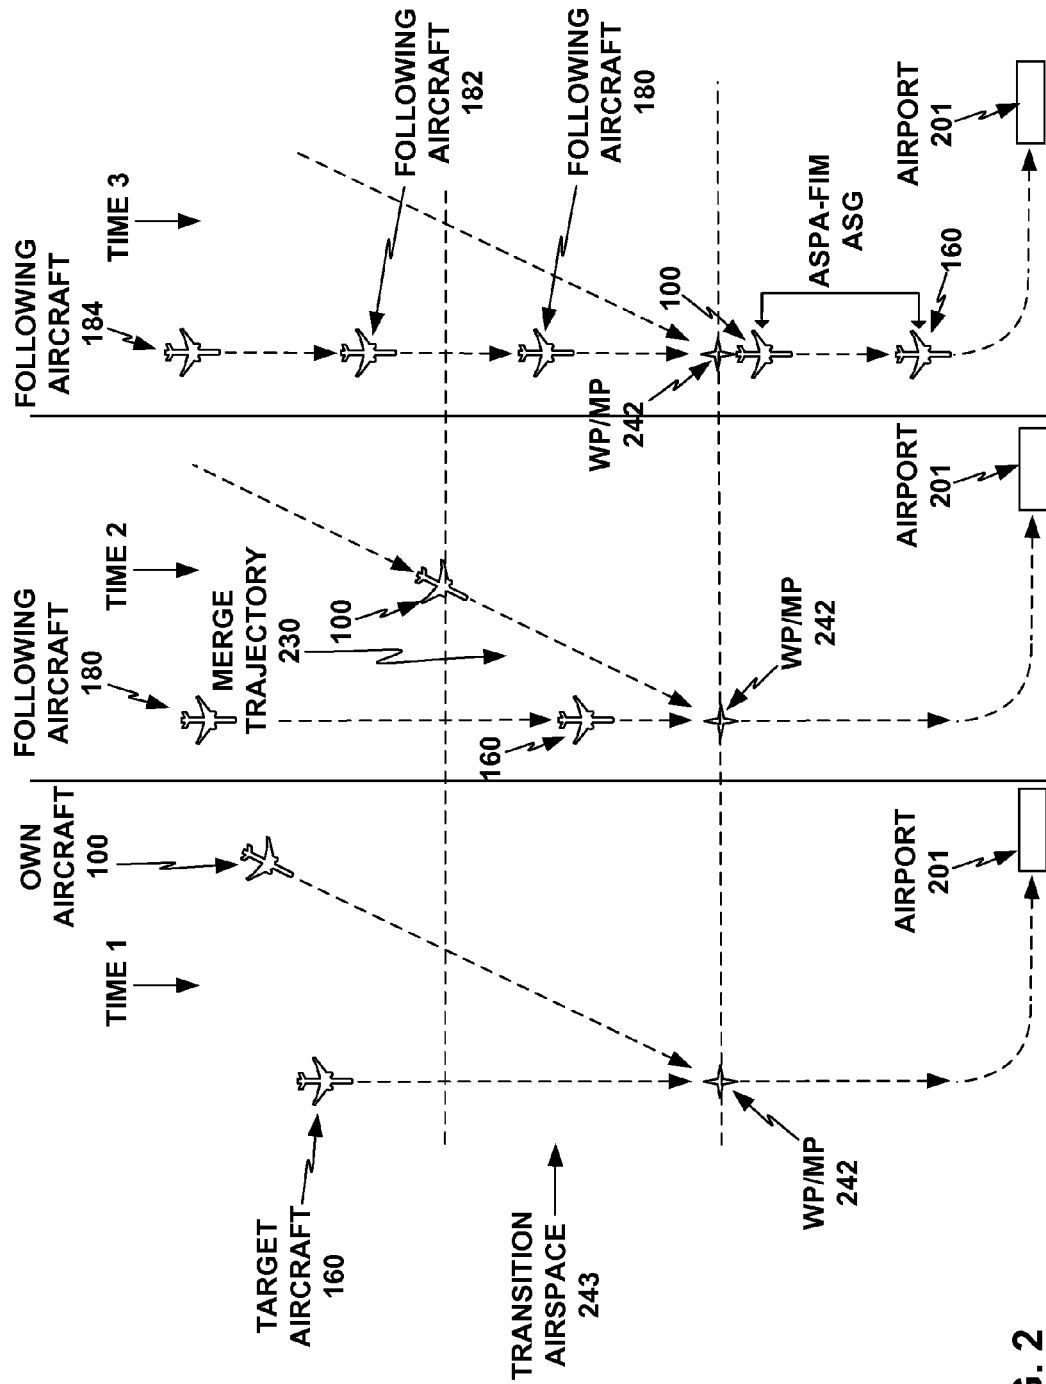 TIME 1
OWN
AIRCRAFT
100
TARGET
AIRCRAFT
160
TRANSITION
AIRSPACE
243
WP/MP
242
AIRPORT
201
FOLLOWING
AIRCRAFT
180
TIME 2
MERGE
TRAJECTORY
230
100
160
WP/MP
242
AIRPORT
201
FOLLOWING
AIRCRAFT
184
TIME 3
FOLLOWING
AIRCRAFT
182
FOLLOWING
AIRCRAFT
180
WP/MP
242
100
ASPA-FIM
ASG
160
AIRPORT
201
G. 2